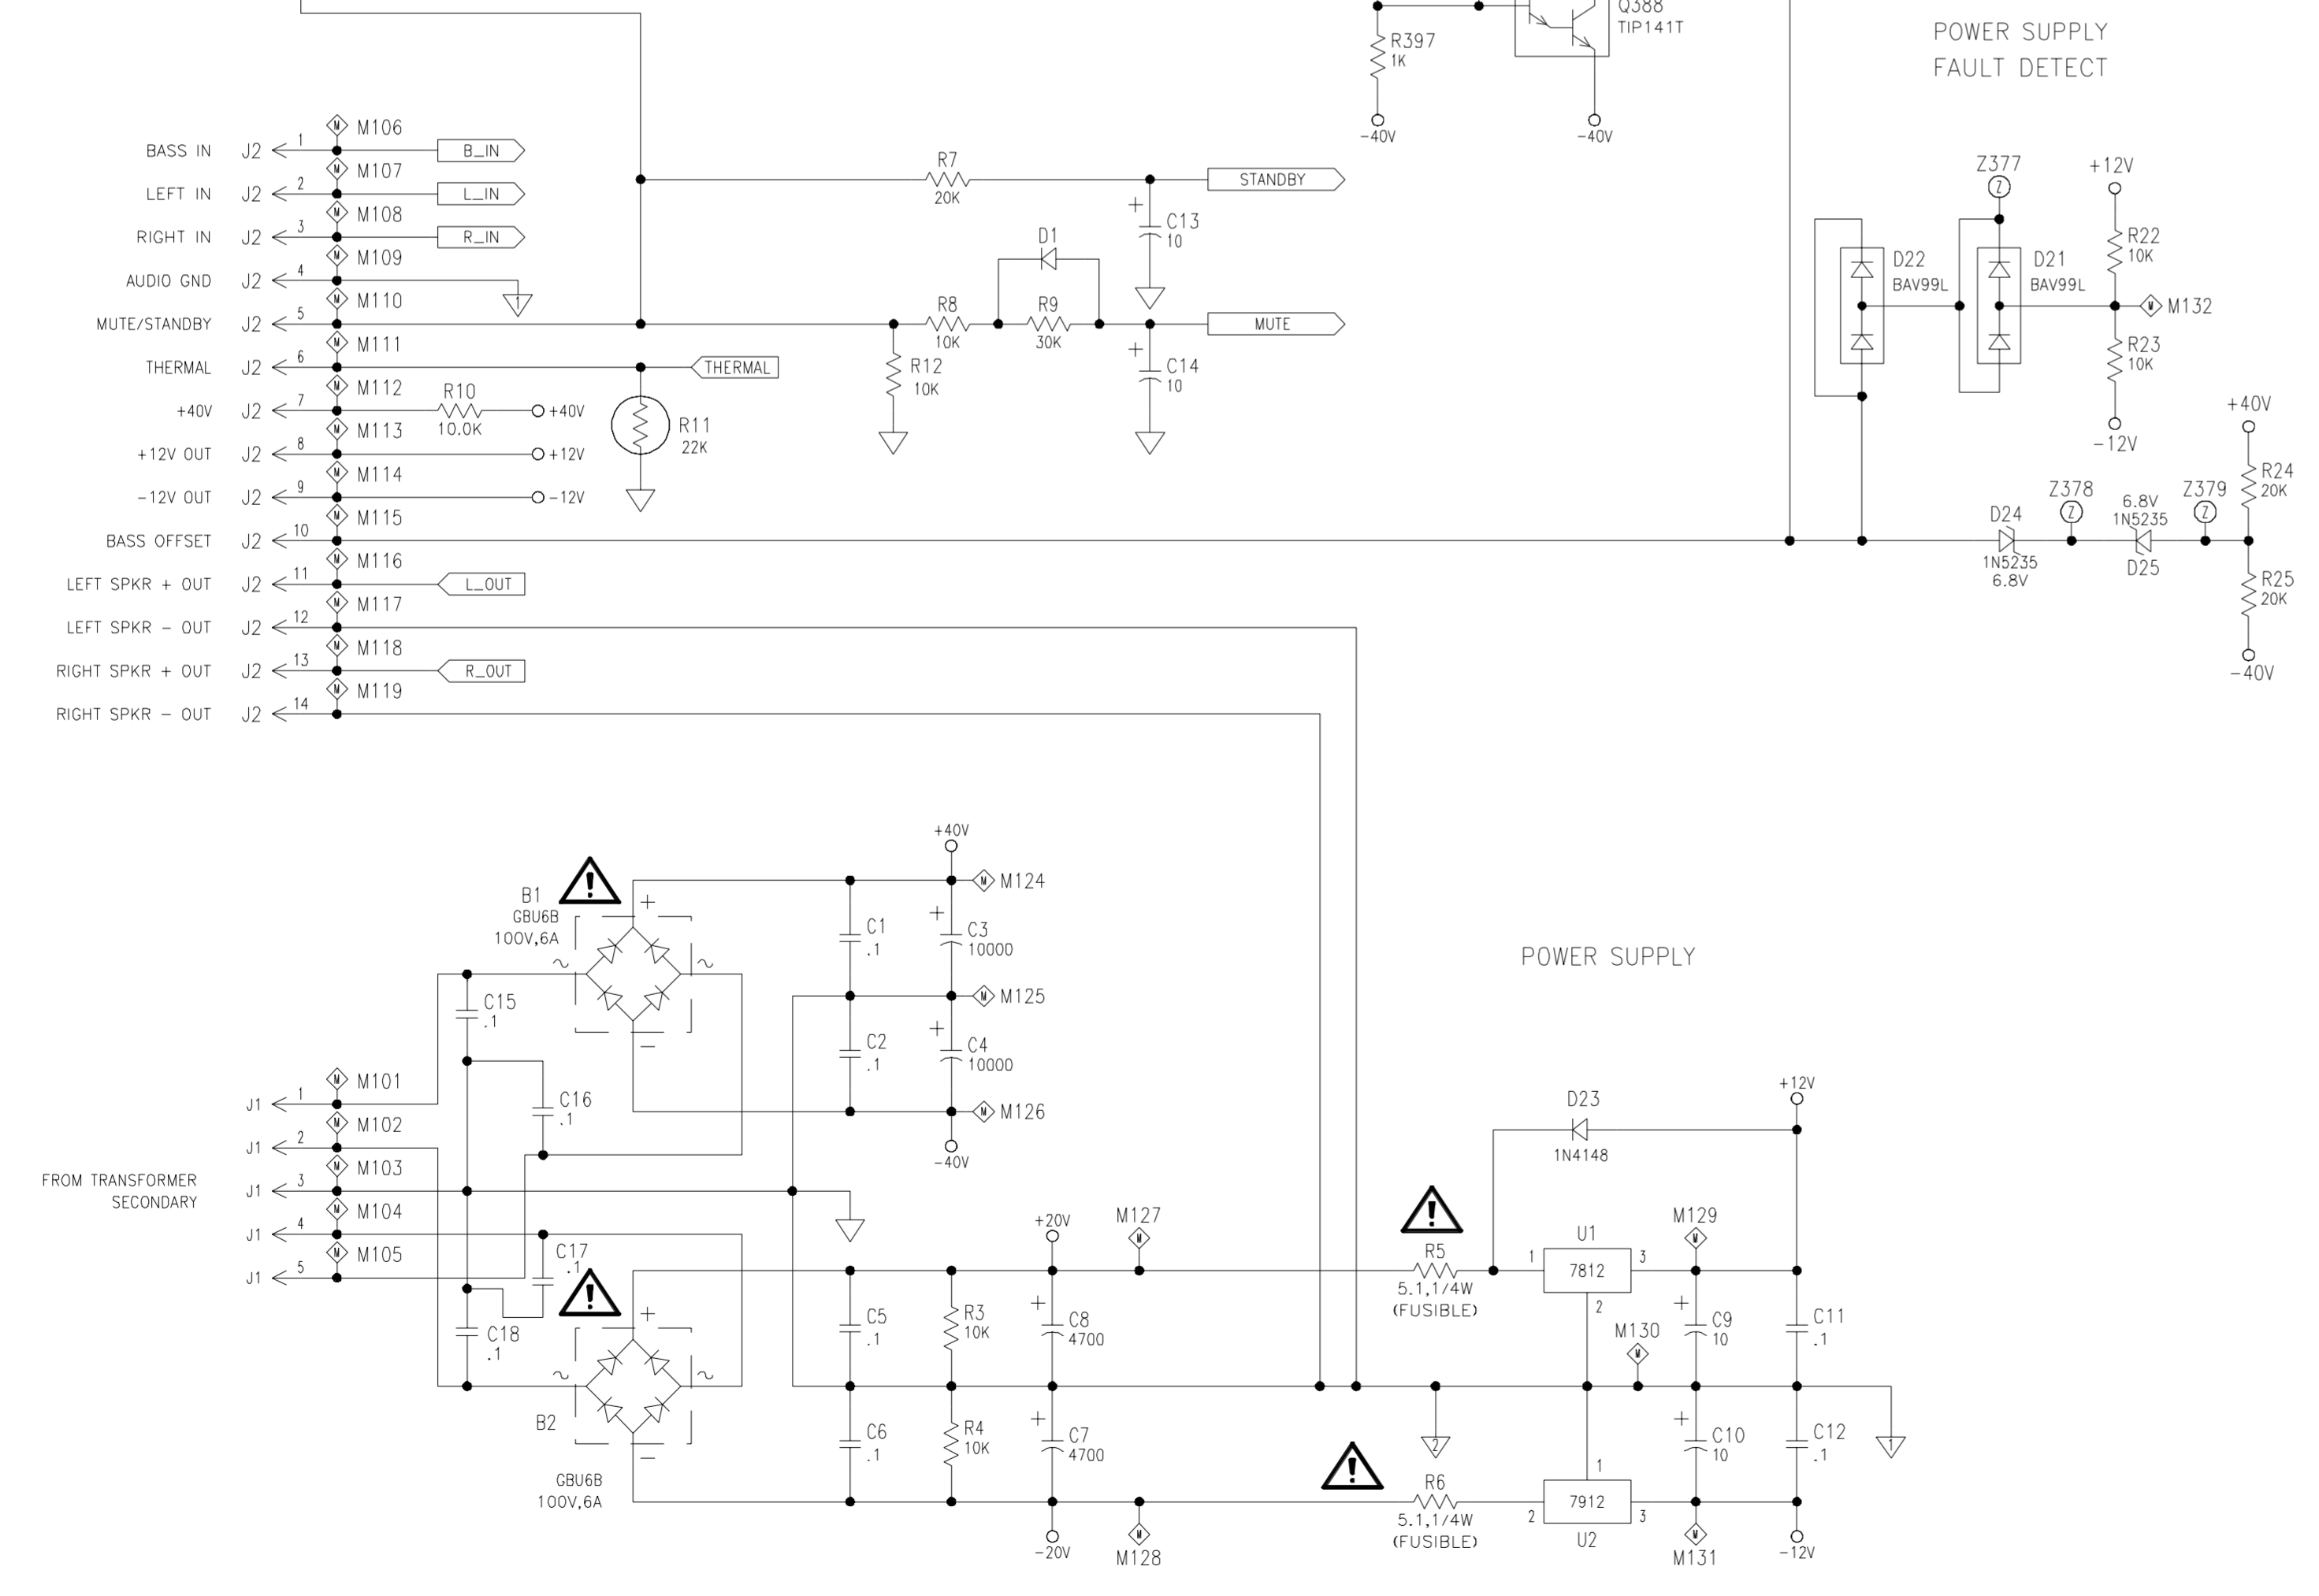 Q388
TIP141T
R397
1K
-40V
-40V
POWER SUPPLY
FAULT DETECT
M106
BASS IN J2 1 B_IN
M107
LEFT IN J2 2 L_IN
M108
RIGHT IN J2 3 R_IN
M109
AUDIO GND J2 4 1
M110
MUTE/STANDBY J2 5
M111
THERMAL J2 6 THERMAL
M112
+40V J2 7 R10 +40V
10.0K
M113
+12V OUT J2 8 +12V
M114
-12V OUT J2 9 -12V
M115
BASS OFFSET J2 10
M116
LEFT SPKR + OUT J2 11 L_OUT
M117
LEFT SPKR - OUT J2 12
M118
RIGHT SPKR + OUT J2 13 R_OUT
M119
RIGHT SPKR - OUT J2 14
R7
20K
STANDBY
+ C13
10
D1
R8
10K
R9
30K
MUTE
+ C14
10
R12
10K
R11
22K
Z377
Z
+12V
D22
BAV99L
D21
BAV99L
R22
10K
M132
R23
10K
-12V
+40V
R24
20K
Z378
Z
6.8V
1N5235
Z379
Z
D24
1N5235
6.8V
D25
R25
20K
-40V
+40V
M124
B1
GBU6B
100V,6A
+
~ ~
-
C1
.1
+ C3
10000
M125
C2
.1
+ C4
10000
M126
-40V
C15
.1
C16
.1
POWER SUPPLY
M101
J1 1
M102
J1 2
M103
FROM TRANSFORMER
SECONDARY
J1 3
M104
J1 4
M105
J1 5
C17
.1
C18
.1
B2
GBU6B
100V,6A
+
~ ~
-
+20V
M127
C5
.1
R3
10K
+ C8
4700
C6
.1
R4
10K
+ C7
4700
-20V
M128
D23
1N4148
+12V
R5
5.1,1/4W
(FUSIBLE)
U1
1 7812 3
2
M129
M130
+ C9
10
C11
.1
2
1
+ C10
10
C12
.1
R6
5.1,1/4W
(FUSIBLE)
1
2 7912 3
U2
M131
-12V